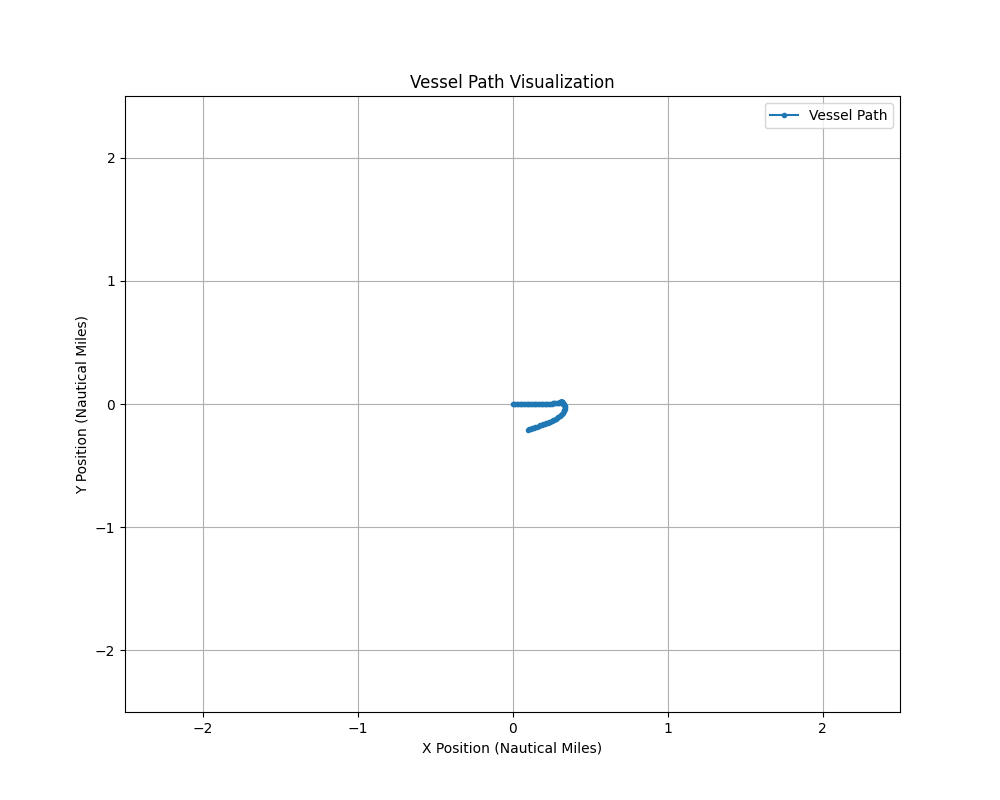 Vessel Path Visualization
Vessel Path
Y Position (Nautical Miles)
2
1
0
−1
−2
−2
−1
0
1
2
X Position (Nautical Miles)